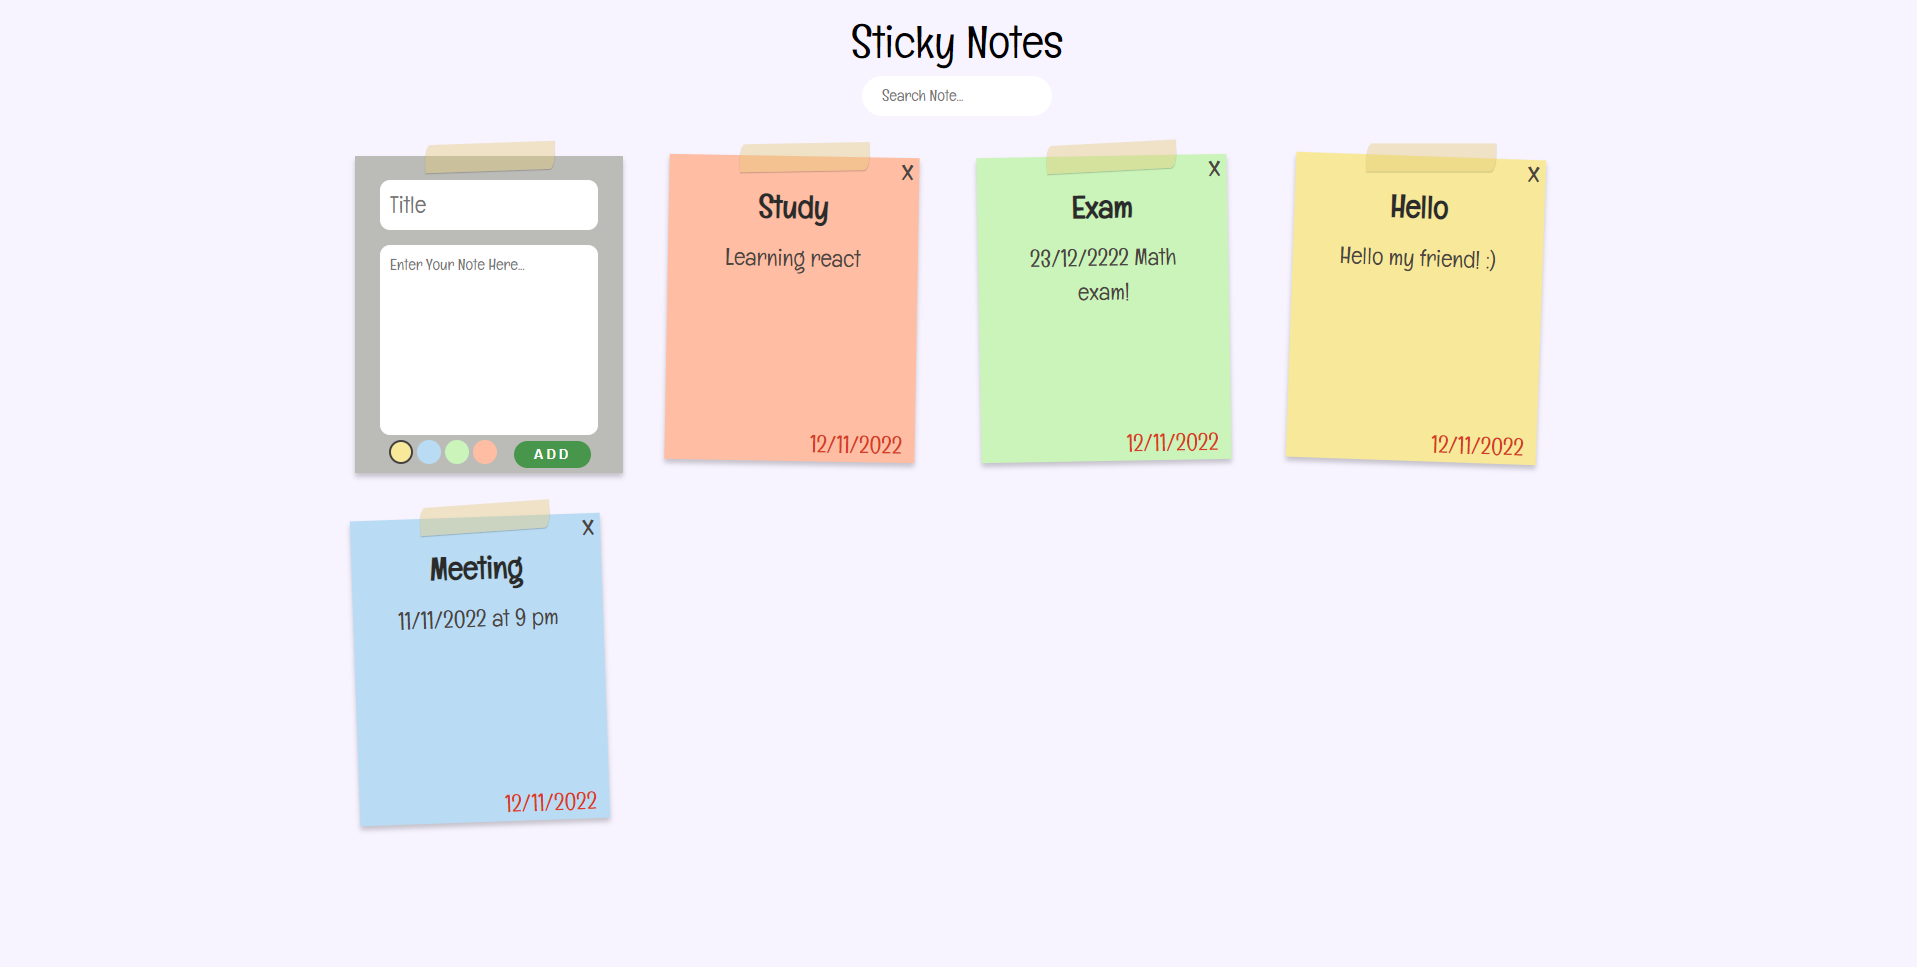 Sticky Notes
Search Note...
Title
Enter Your Note Here...
ADD
X
Study
Learning react
12/11/2022
X
Exam
23/12/2222 Math
exam!
12/11/2022
X
Hello
Hello my friend! :)
12/11/2022
X
Meeting
11/11/2022 at 9 pm
12/11/2022